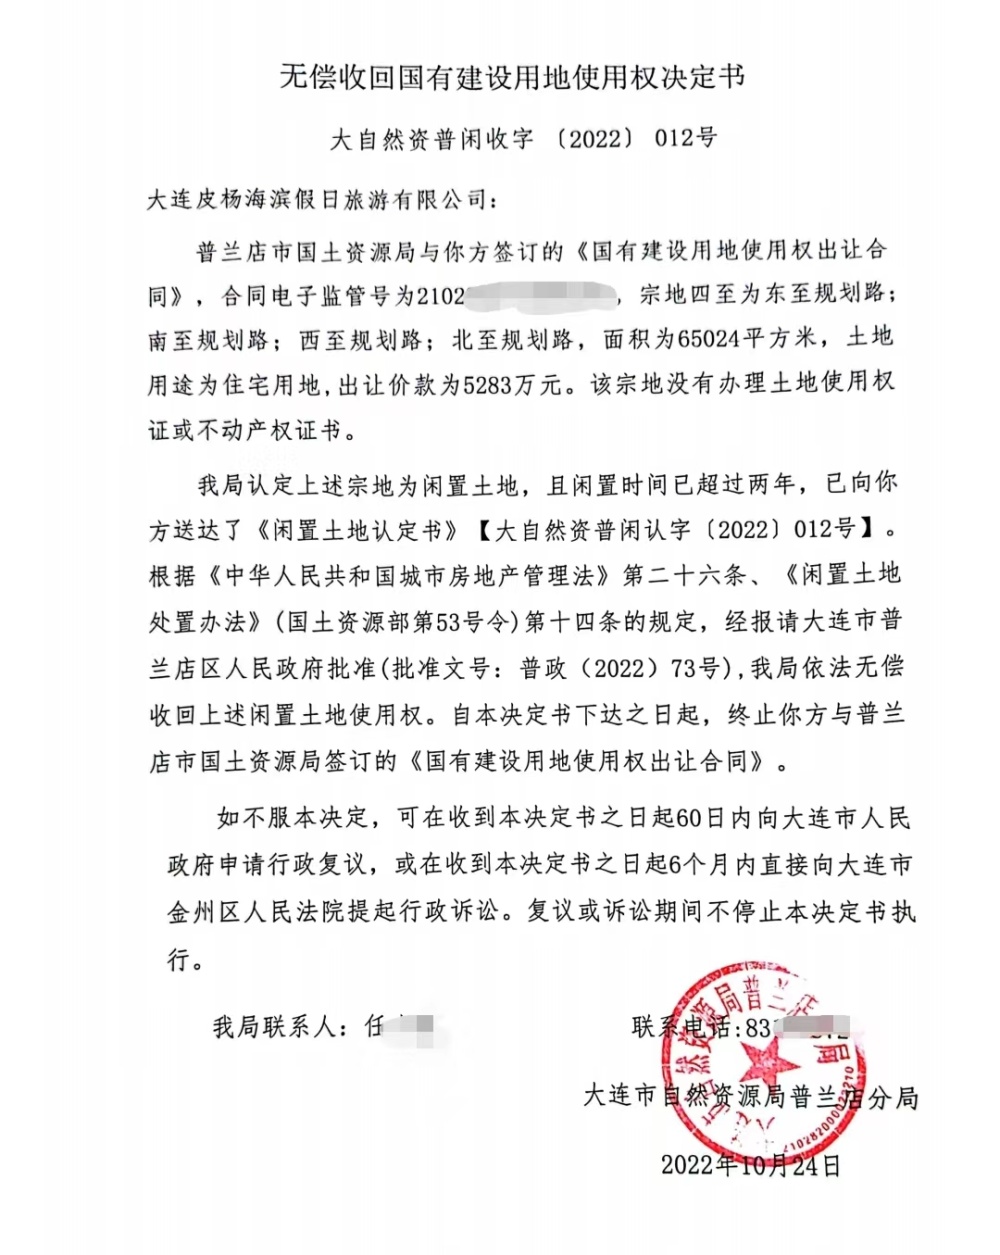 无偿收回国有建设用地使用权决定书
大自然资普闲收字〔2022〕012号
大连皮杨海滨假日旅游有限公司：
普兰店市国土资源局与你方签订的《国有建设用地使用权出让合
同》，合同电子监管号为2102，宗地四至为东至规划路；
南至规划路；西至规划路；北至规划路，面积为65024平方米，土地
用途为住宅用地,出让价款为5283万元。该宗地没有办理土地使用权
证或不动产权证书。
我局认定上述宗地为闲置土地，且闲置时间已超过两年，已向你
方送达了《闲置土地认定书》【大自然资普闲认字〔2022〕012号】。
根据《中华人民共和国城市房地产管理法》第二十六条、《闲置土地
处置办法》(国土资源部第53号令)第十四条的规定，经报请大连市普
兰店区人民政府批准(批准文号：普政（2022）73号),我局依法无偿
收回上述闲置土地使用权。自本决定书下达之日起，终止你方与普兰
店市国土资源局签订的《国有建设用地使用权出让合同》。
如不服本决定，可在收到本决定书之日起60日内向大连市人民
政府申请行政复议，或在收到本决定书之日起6个月内直接向大连市
金州区人民法院提起行政诉讼。复议或诉讼期间不停止本决定书执
行。
我局联系人：任
联系电话:83
大连市自然资源局普兰店分局
2022年10月24日